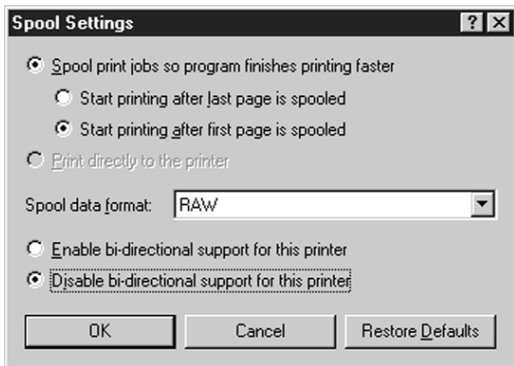 Spool Settings
Spool print jobs so program finishes printing faster
Start printing after last page is spooled
Start printing after first page is spooled
Print directly to the printer
Spool data format: RAW
Enable bi-directional support for this printer
Disable bi-directional support for this printer
OK Cancel Restore Defaults